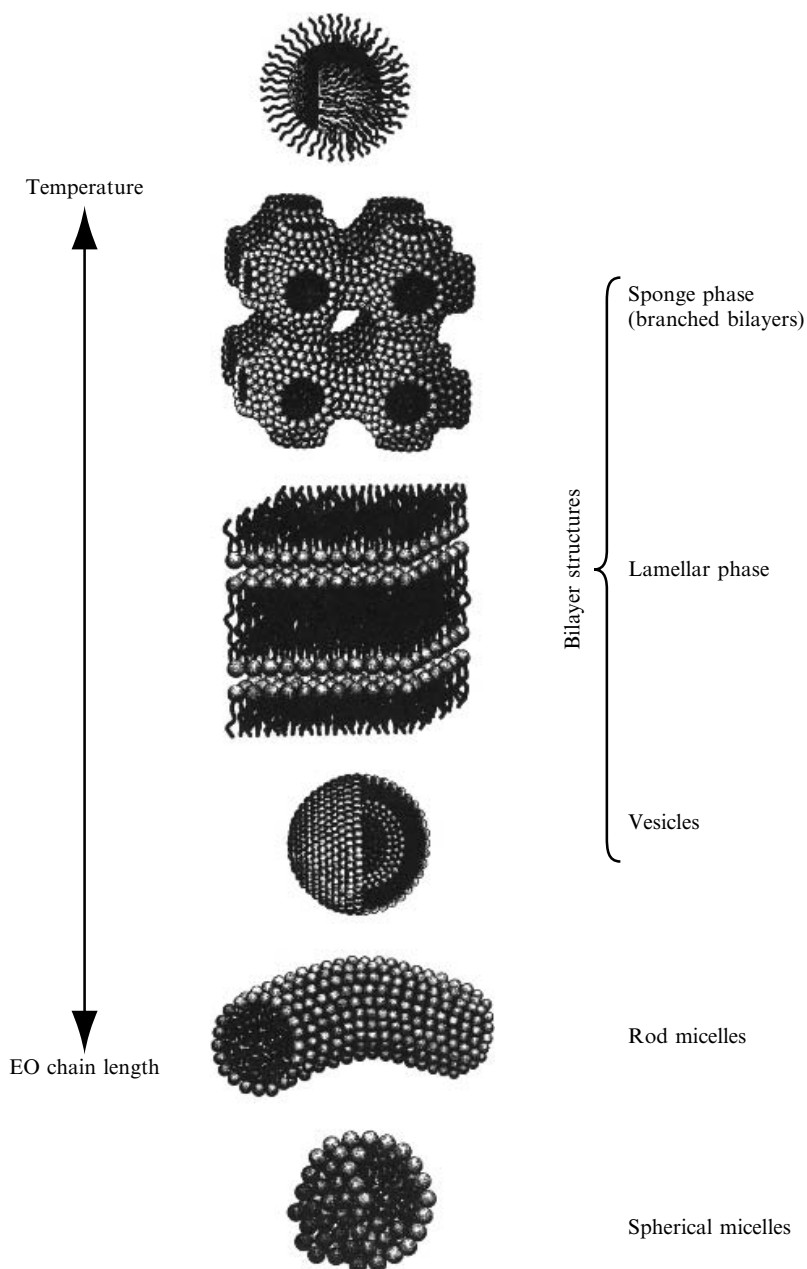 Temperature
Sponge phase
(branched bilayers)
Bilayer structures
Lamellar phase
Vesicles
Rod micelles
EO chain length
Spherical micelles